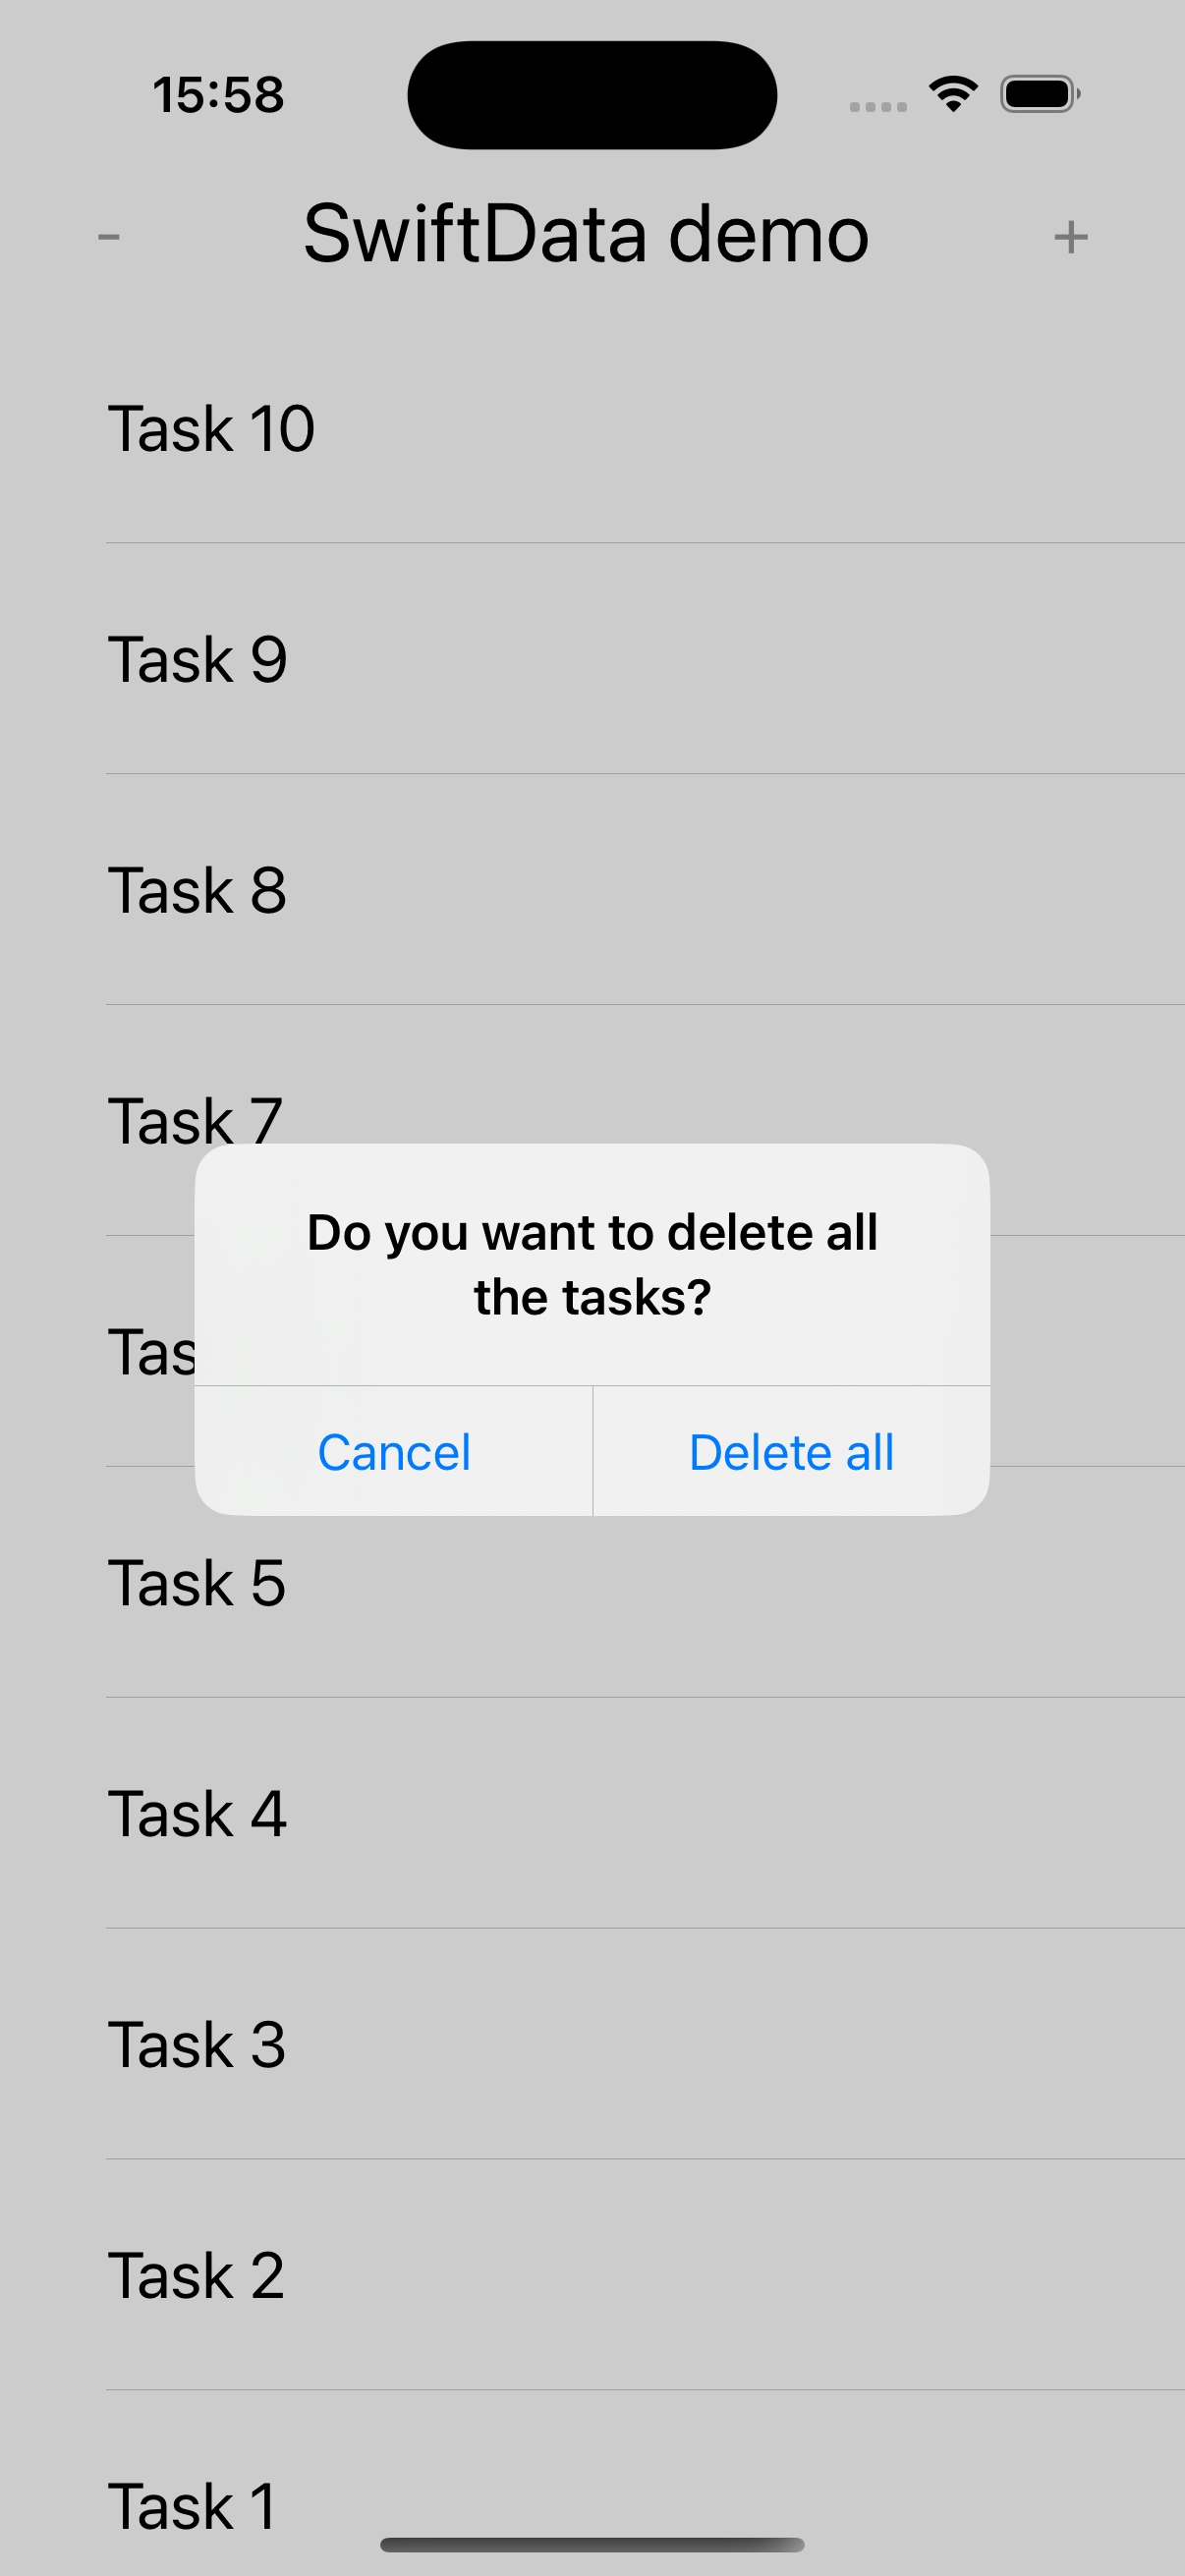 15:58
- SwiftData demo +
Task 10
Task 9
Task 8
Task 7
Do you want to delete all
the tasks?
Tas
Cancel Delete all
Task 5
Task 4
Task 3
Task 2
Task 1